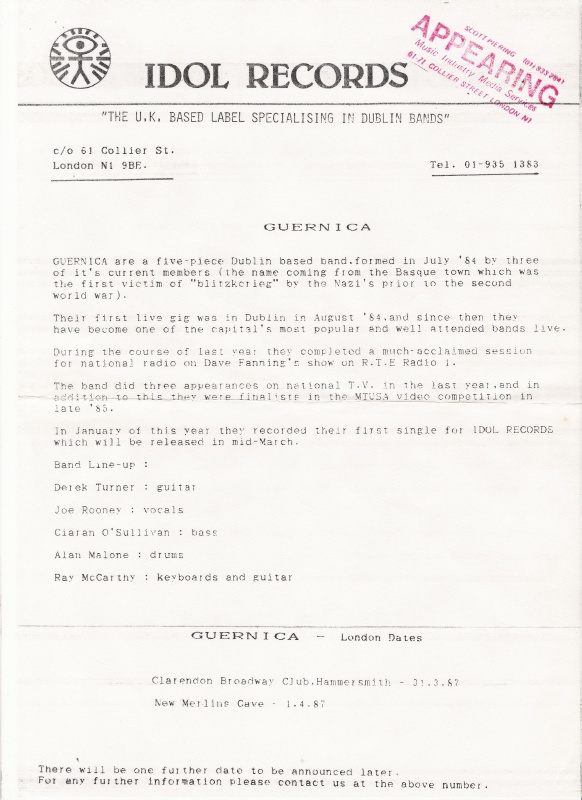 IDOL RECORDS
SCOTT PIERING
APPEARING
Music Industry Media Services
61-71 COLLIER STREET LONDON N1
"THE U.K. BASED LABEL SPECIALISING IN DUBLIN BANDS"
c/o 61 Collier St.
London N1 9BE.
Tel. 01-935 1383
GUERNICA
GUERNICA are a five-piece Dublin based band.formed in July '84 by three
of it's current members (the name coming from the Basque town which was
the first victim of "blitzkrieg" by the Nazi's prior to the second
world war).
Their first live gig was in Dublin in August '84.and since then they
have become one of the capital's most popular and well attended bands live.
During the course of last year they completed a much-acclaimed session
for national radio on Dave Fanning's show on R.T.E Radio 1.
The band did three appearances on national T.V. in the last year.and in
addition to this they were finalists in the MTUSA video competition in
late '85.
In January of this year they recorded their first single for IDOL RECORDS
which will be released in mid-March.
Band Line-up :
Derek Turner : guitar
Joe Rooney : vocals
Ciaran O'Sullivan : bass
Alan Malone : drums
Ray McCarthy : keyboards and guitar
GUERNICA - London Dates
Clarendon Broadway Club.Hammersmith - 31.3.87
New Merlins Cave - 1.4.87
There will be one further date to be announced later.
For any further information please contact us at the above number.